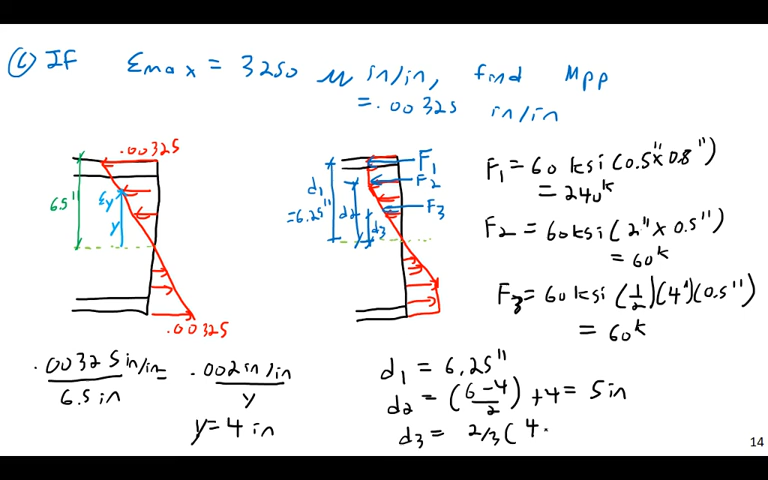 (c) IF εmax = 3250 μ in/in, find Mpp
= .00325 in/in
.00325
6.5"
εy
y
.00325
d1
= 6.25"
d2
d3
F1
F2
F3
F1 = 60 ksi (0.5" x 0.8")
= 240k
F2 = 60 ksi (2" x 0.5")
= 60k
F3 = 60 ksi (1/2)(4")(0.5")
= 60k
.00325 in/in / 6.5 in = .002 in/in / y
y = 4 in
d1 = 6.25"
d2 = (6-4 / 2) + 4 = 5 in
d3 = 2/3 ( 4.
14